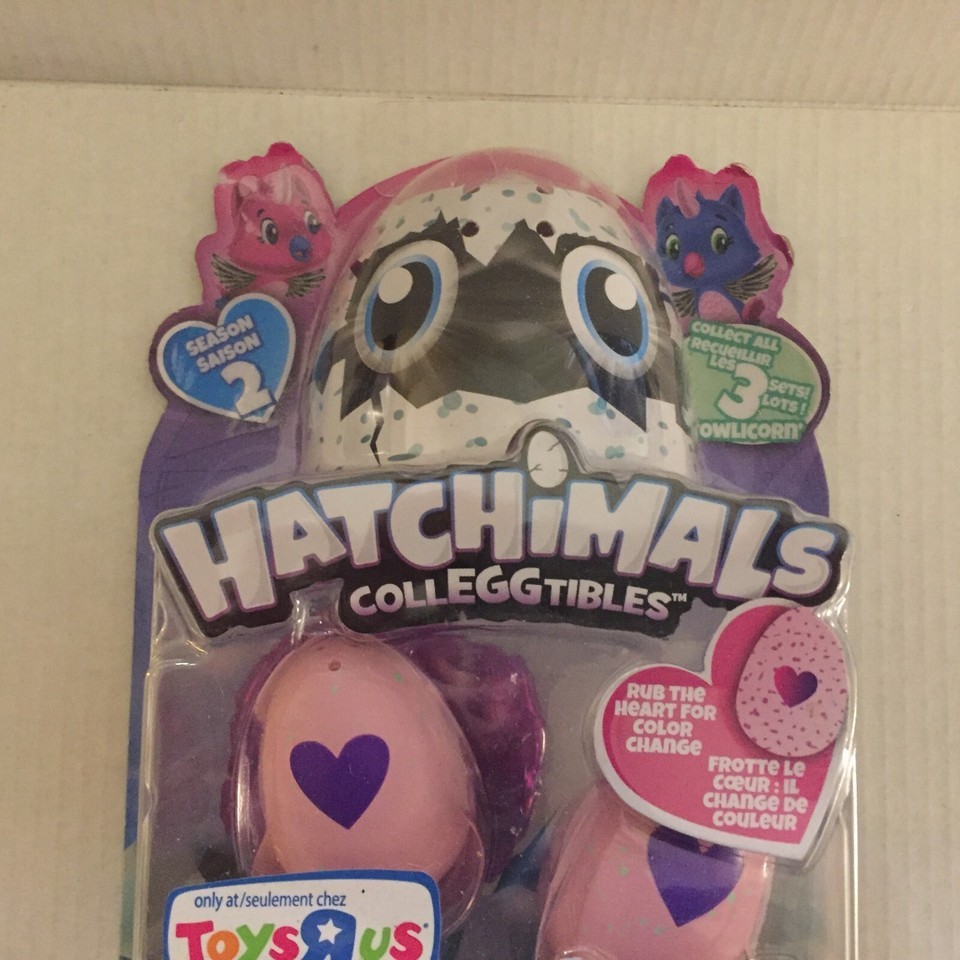 SEASON
SAISON
2
COLLECT ALL
RECUEILLIR
LES 3 SETS!
LOTS!
OWLICORN
HATCHiMALS
COLLEGGTIBLES™
RUB THE
HEART FOR
COLOR
CHANGE
FROTTE LE
CŒUR : IL
CHANGE DE
COULEUR
only at/seulement chez
TOYSRUS